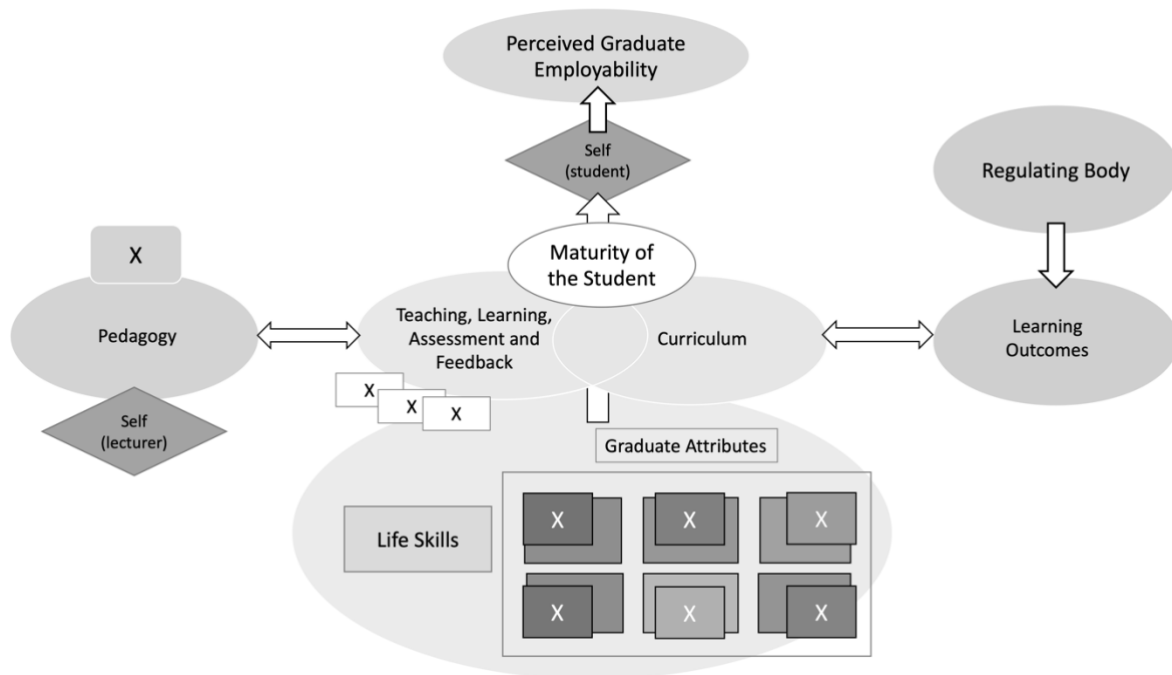 Perceived Graduate
Employability
Self
(student)
Regulating Body
Maturity of
the Student
X
Pedagogy
Teaching, Learning,
Assessment and
Feedback
Curriculum
Learning
Outcomes
X
X
X
Self
(lecturer)
Graduate Attributes
Life Skills
X
X
X
X
X
X